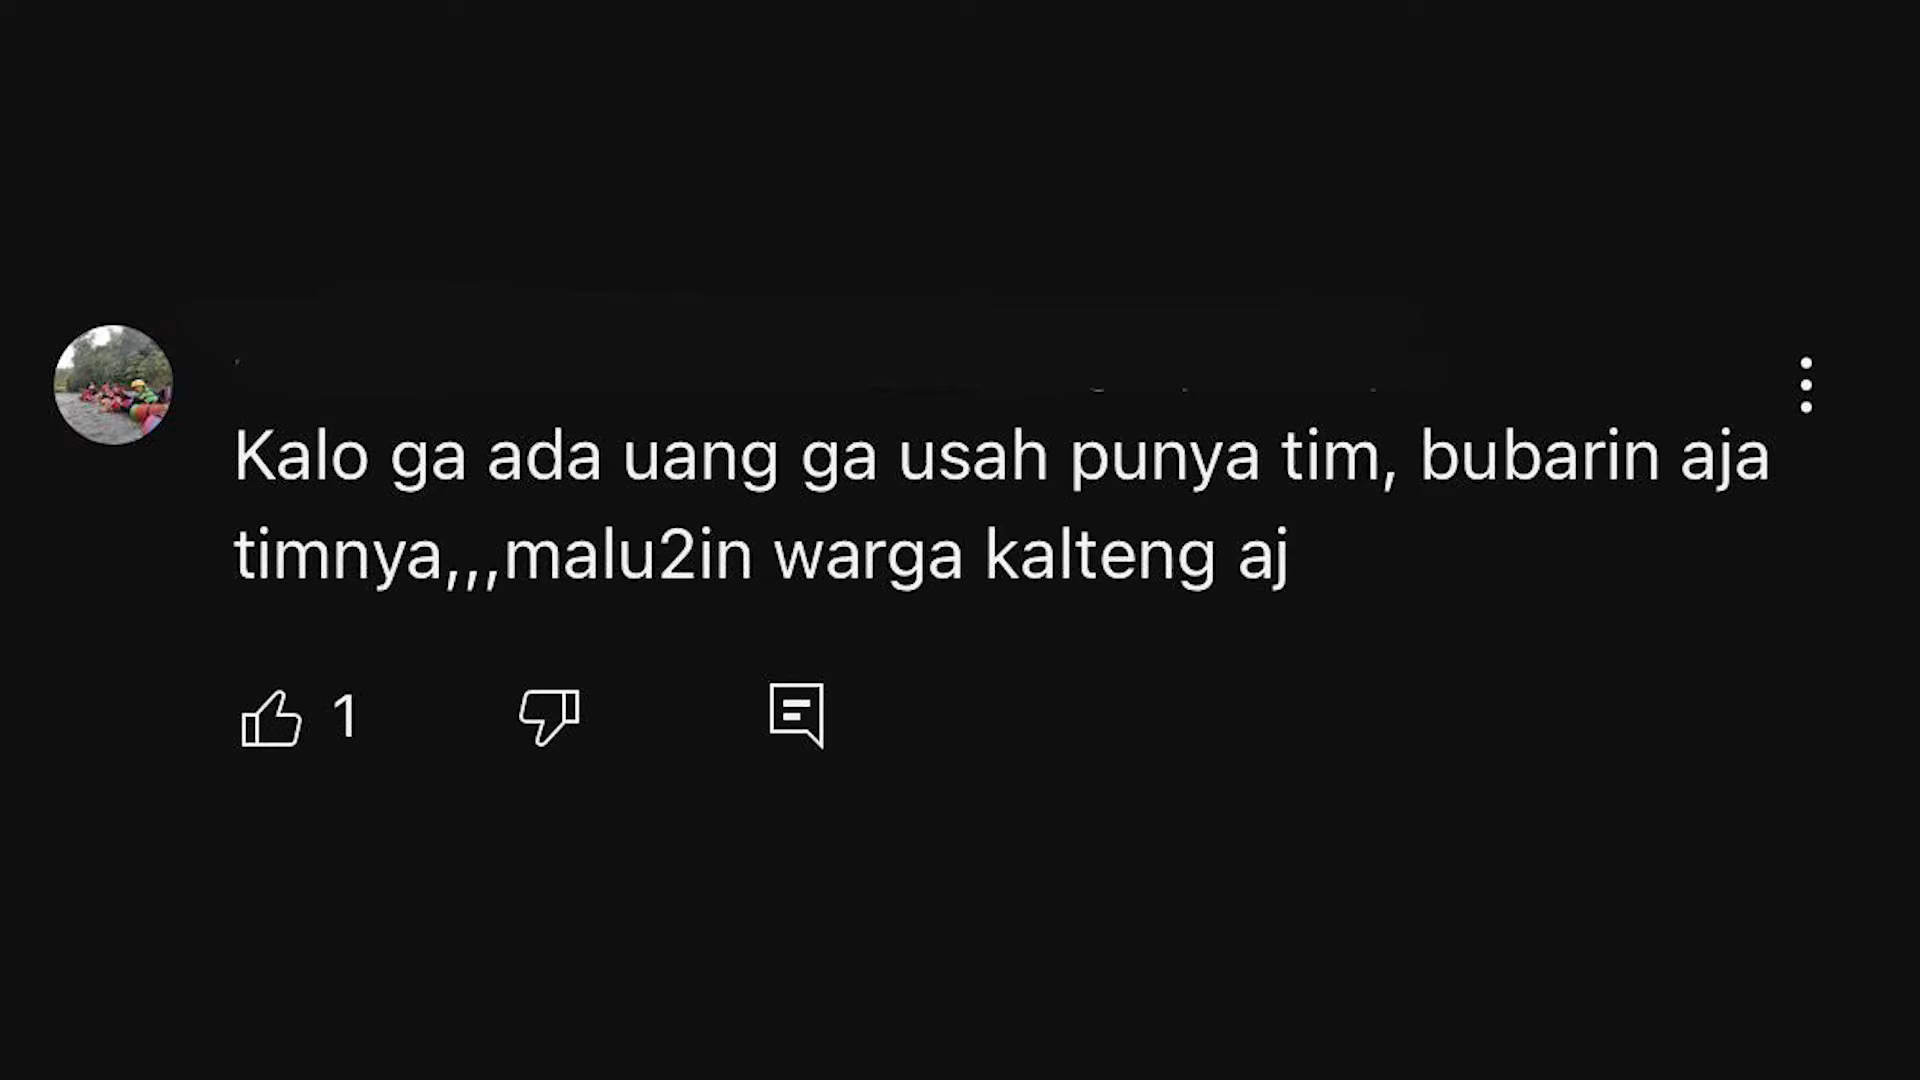 Kalo ga ada uang ga usah punya tim, bubarin aja
timnya,,,malu2in warga kalteng aj
1